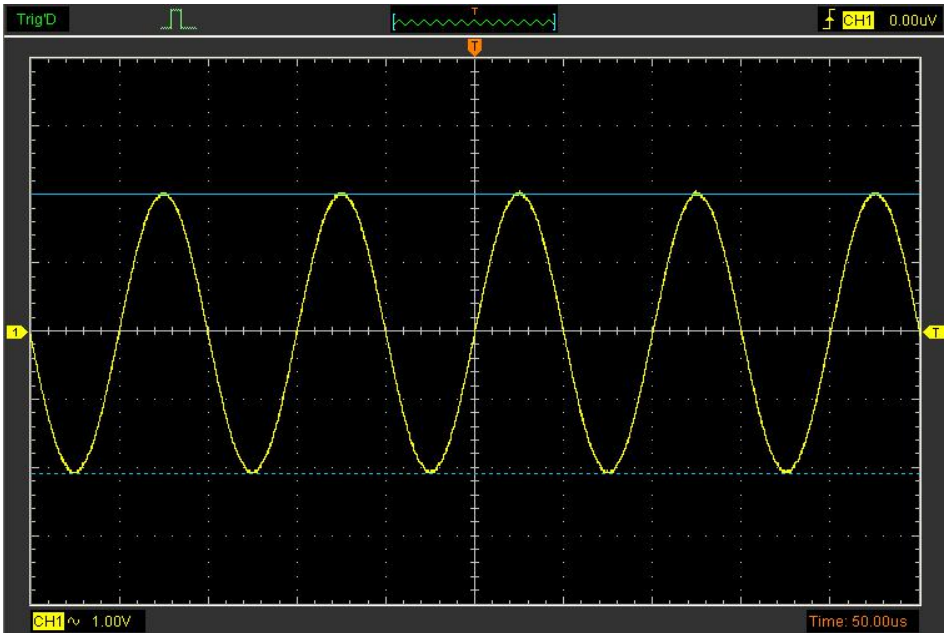 Trig'D
T
CH1 0.00uV
T
1
T
CH1 ~ 1.00V
Time: 50.00us